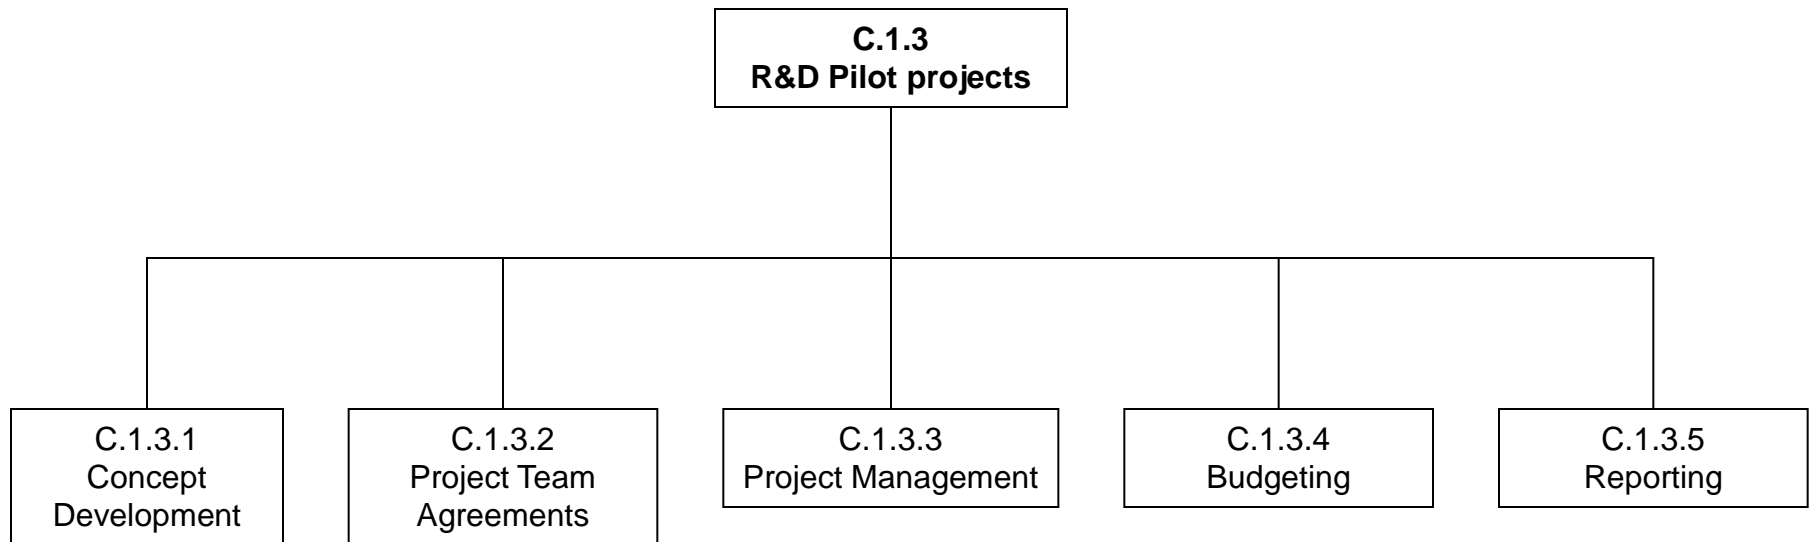 C.1.3
R&D Pilot projects
C.1.3.1
Concept
Development
C.1.3.2
Project Team
Agreements
C.1.3.3
Project Management
C.1.3.4
Budgeting
C.1.3.5
Reporting